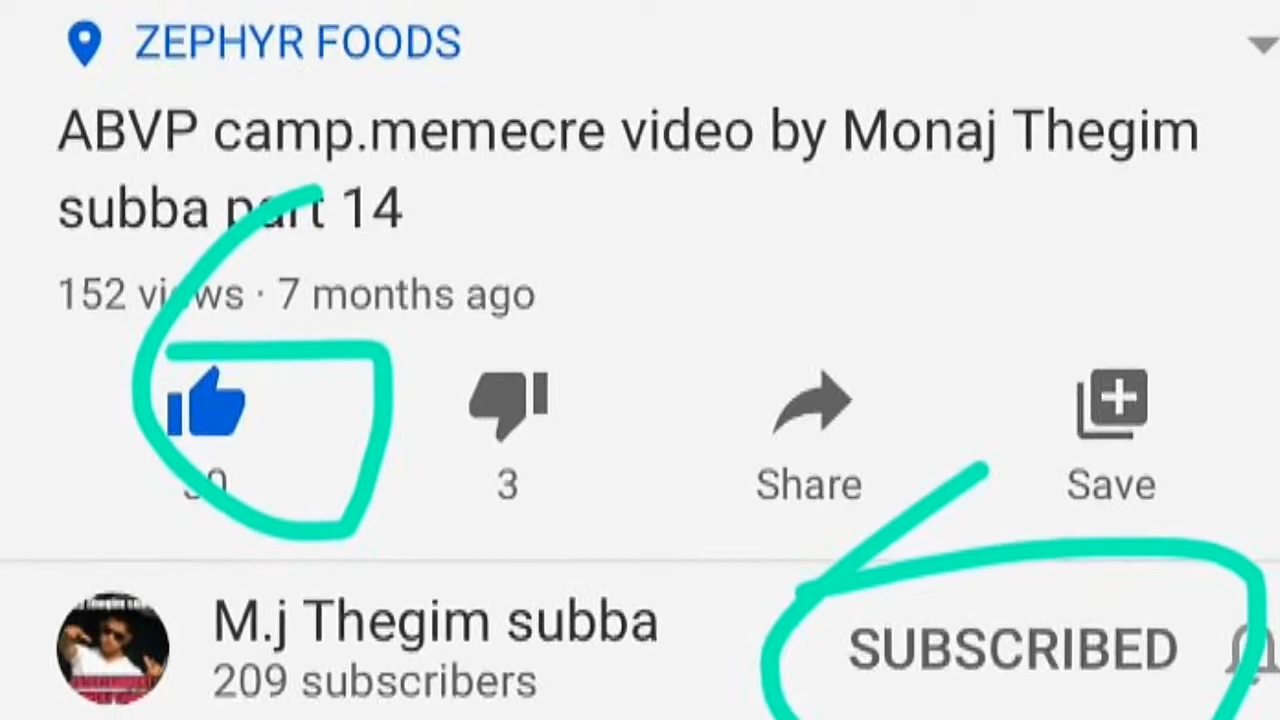 ZEPHYR FOODS
ABVP camp.memecre video by Monaj Thegim
subba part 14
152 views · 7 months ago
3 Share Save
M.j Thegim subba
SUBSCRIBED
209 subscribers